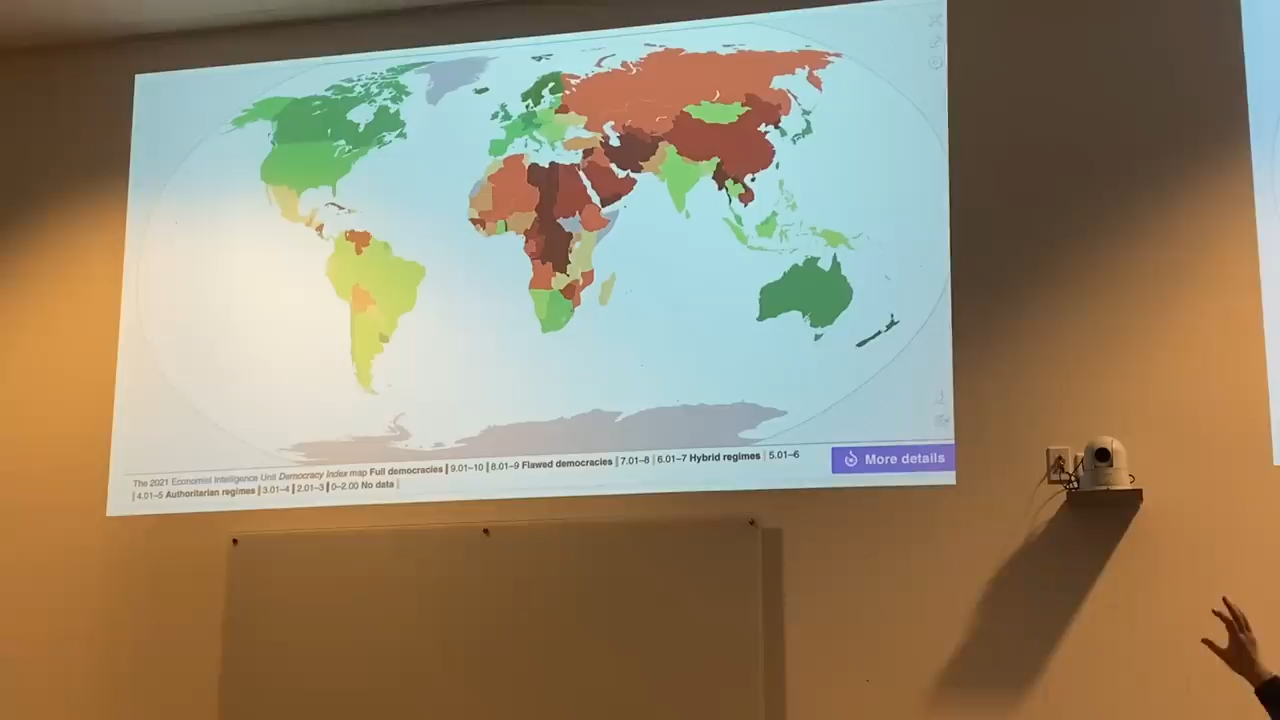 The 2021 Economist Intelligence Unit Democracy Index map Full democracies | 9.01–10 | 8.01–9 Flawed democracies | 7.01–8 | 6.01–7 Hybrid regimes | 5.01–6
| 4.01–5 Authoritarian regimes | 3.01–4 | 2.01–3 | 0–2.00 No data |
More details